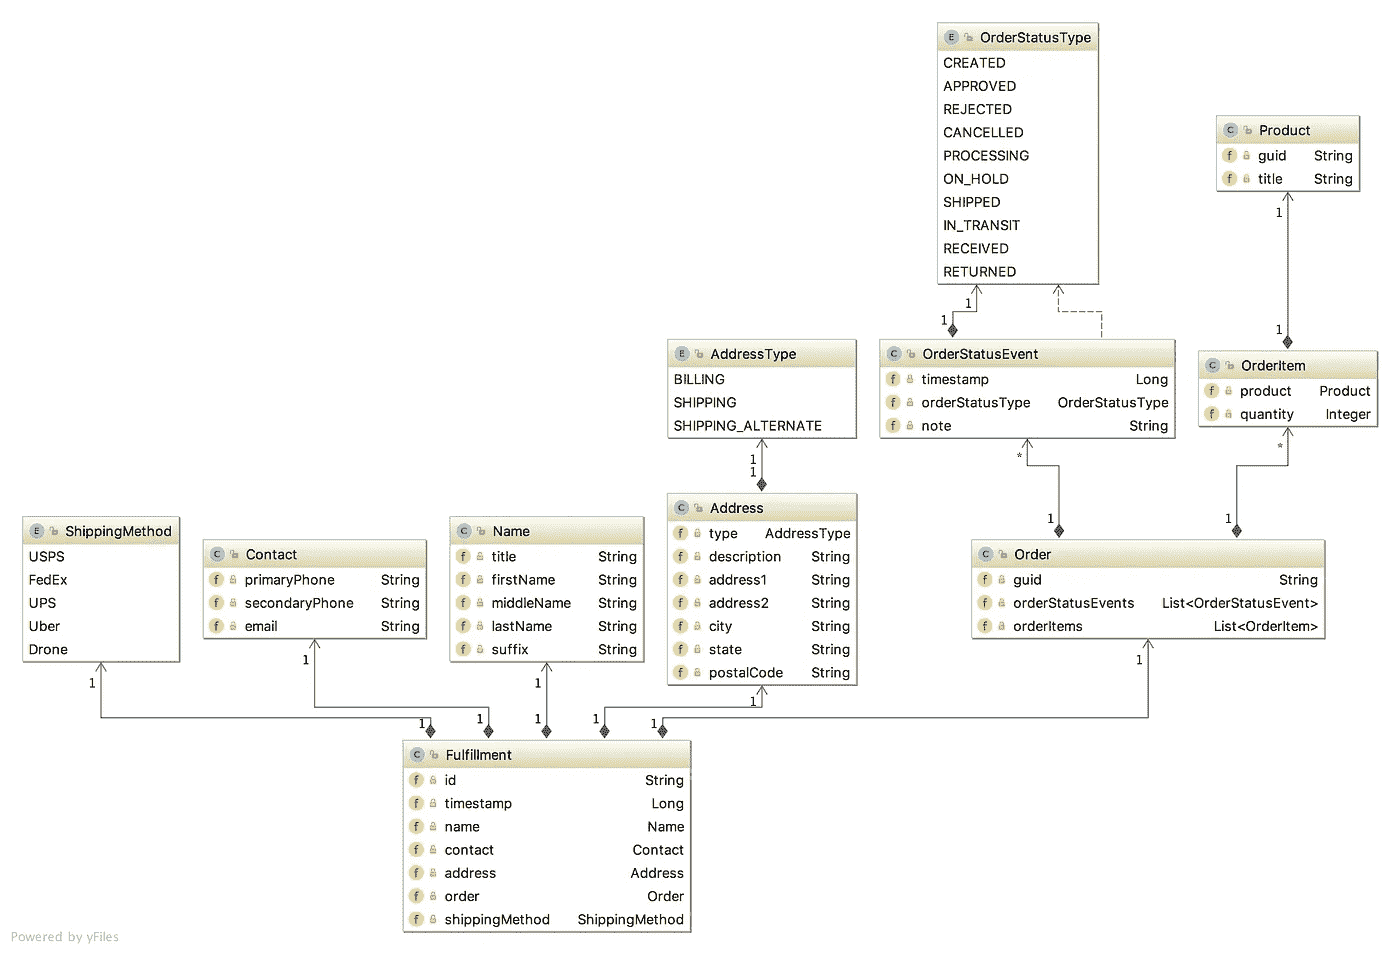 OrderStatusType
CREATED
APPROVED
REJECTED
CANCELLED
PROCESSING
ON_HOLD
SHIPPED
IN_TRANSIT
RECEIVED
RETURNED
Product
guid String
title String
1
1
1
1
AddressType
BILLING
SHIPPING
SHIPPING_ALTERNATE
OrderStatusEvent
timestamp Long
orderStatusType OrderStatusType
note String
OrderItem
product Product
quantity Integer
1
1
*
*
1
1
ShippingMethod
USPS
FedEx
UPS
Uber
Drone
Contact
primaryPhone String
secondaryPhone String
email String
Name
title String
firstName String
middleName String
lastName String
suffix String
Address
type AddressType
description String
address1 String
address2 String
city String
state String
postalCode String
Order
guid String
orderStatusEvents List<OrderStatusEvent>
orderItems List<OrderItem>
1
1
1
1
1
1
1
1
1
1
Fulfillment
id String
timestamp Long
name Name
contact Contact
address Address
order Order
shippingMethod ShippingMethod
Powered by yFiles